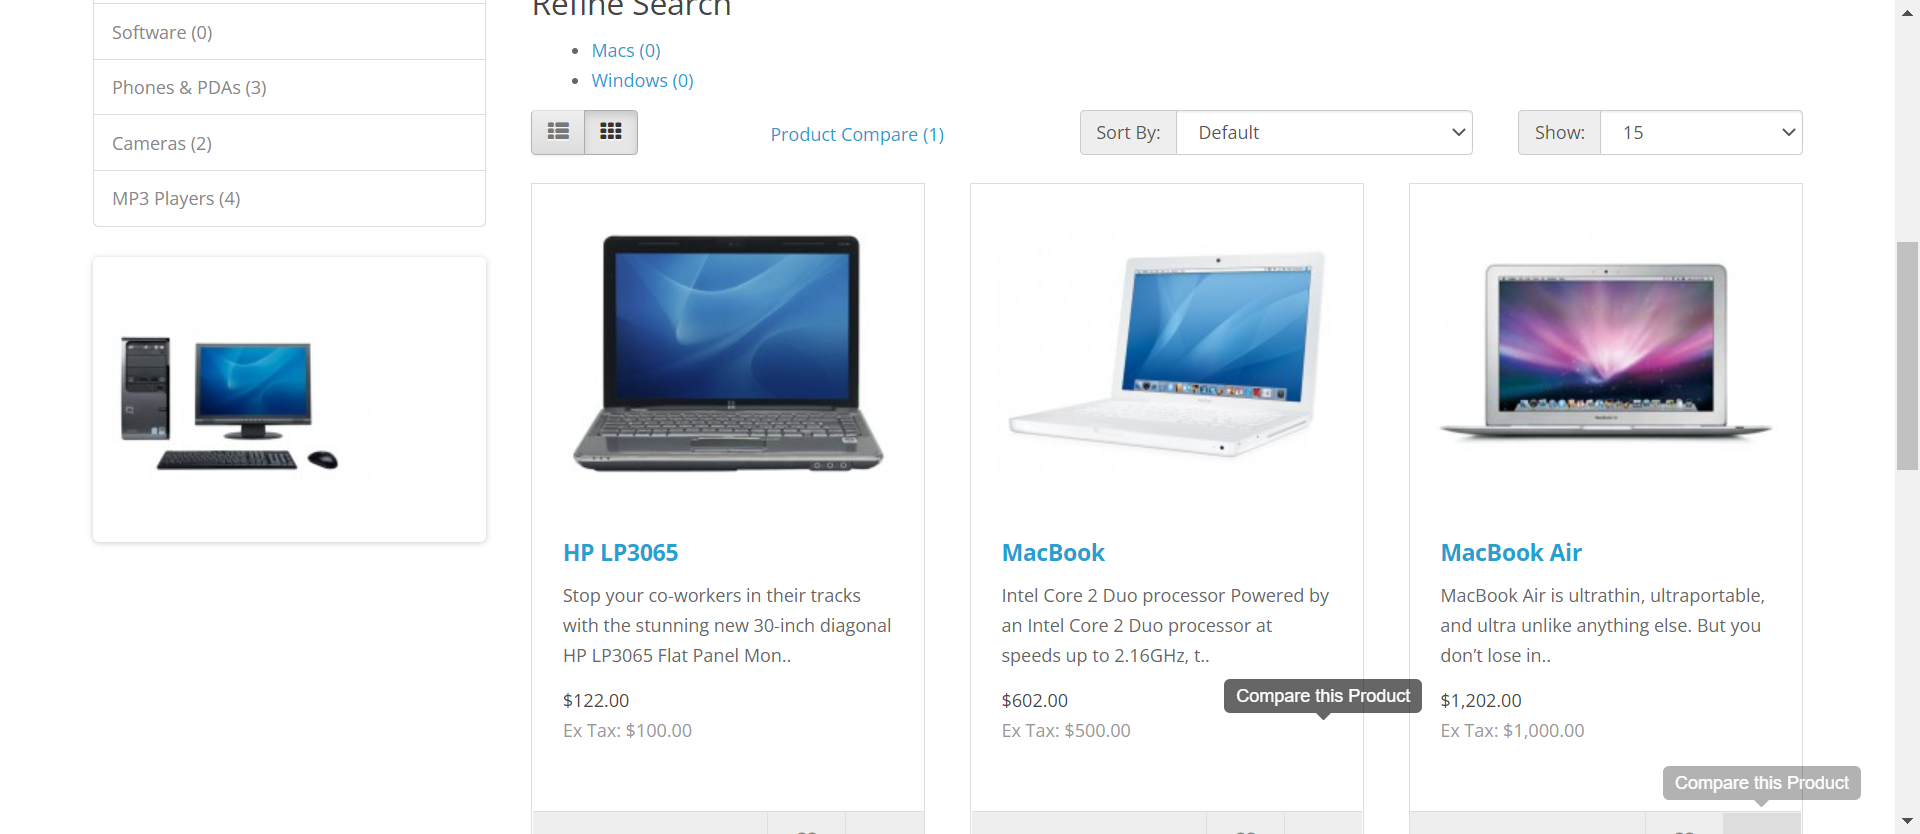 Refine Search
Software (0)
Phones & PDAs (3)
Cameras (2)
MP3 Players (4)
Macs (0)
Windows (0)
Product Compare (1)
Sort By:
Default
Show:
15
HP LP3065
Stop your co-workers in their tracks
with the stunning new 30-inch diagonal
HP LP3065 Flat Panel Mon..
$122.00
Ex Tax: $100.00
MacBook
Intel Core 2 Duo processor Powered by
an Intel Core 2 Duo processor at
speeds up to 2.16GHz, t..
$602.00
Ex Tax: $500.00
Compare this Product
MacBook Air
MacBook Air is ultrathin, ultraportable,
and ultra unlike anything else. But you
don’t lose in..
$1,202.00
Ex Tax: $1,000.00
Compare this Product